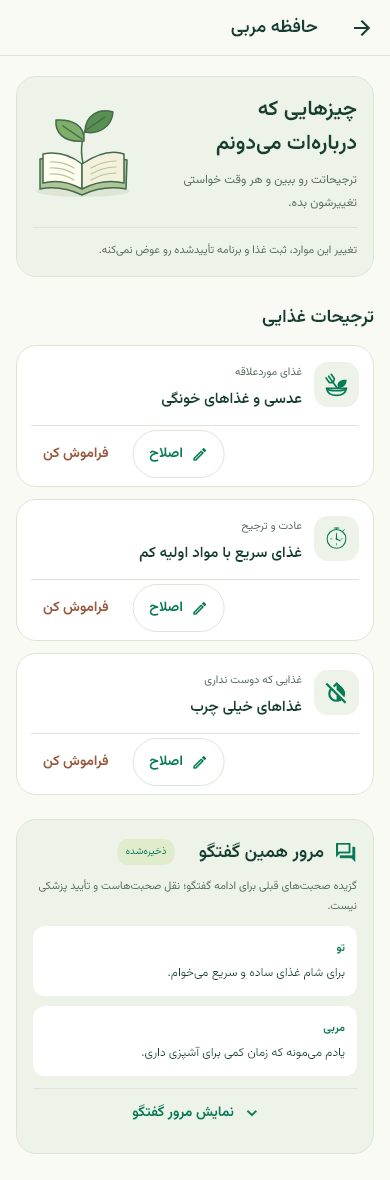 حافظه مربی
چیزهایی که
درباره‌ات می‌دونم
ترجیحاتت رو ببین و هر وقت خواستی
تغییرشون بده.
تغییر این موارد، ثبت غذا و برنامه تأییدشده رو عوض نمی‌کنه.
ترجیحات غذایی
غذای موردعلاقه
عدسی و غذاهای خونگی
اصلاح
فراموش کن
عادت و ترجیح
غذای سریع با مواد اولیه کم
اصلاح
فراموش کن
غذایی که دوست نداری
غذاهای خیلی چرب
اصلاح
فراموش کن
مرور همین گفتگو
ذخیره‌شده
گزیده صحبت‌های قبلی برای ادامه گفتگو؛ نقل صحبت‌هاست و تأیید پزشکی
نیست.
تو
برای شام غذای ساده و سریع می‌خوام.
مربی
یادم می‌مونه که زمان کمی برای آشپزی داری.
نمایش مرور گفتگو